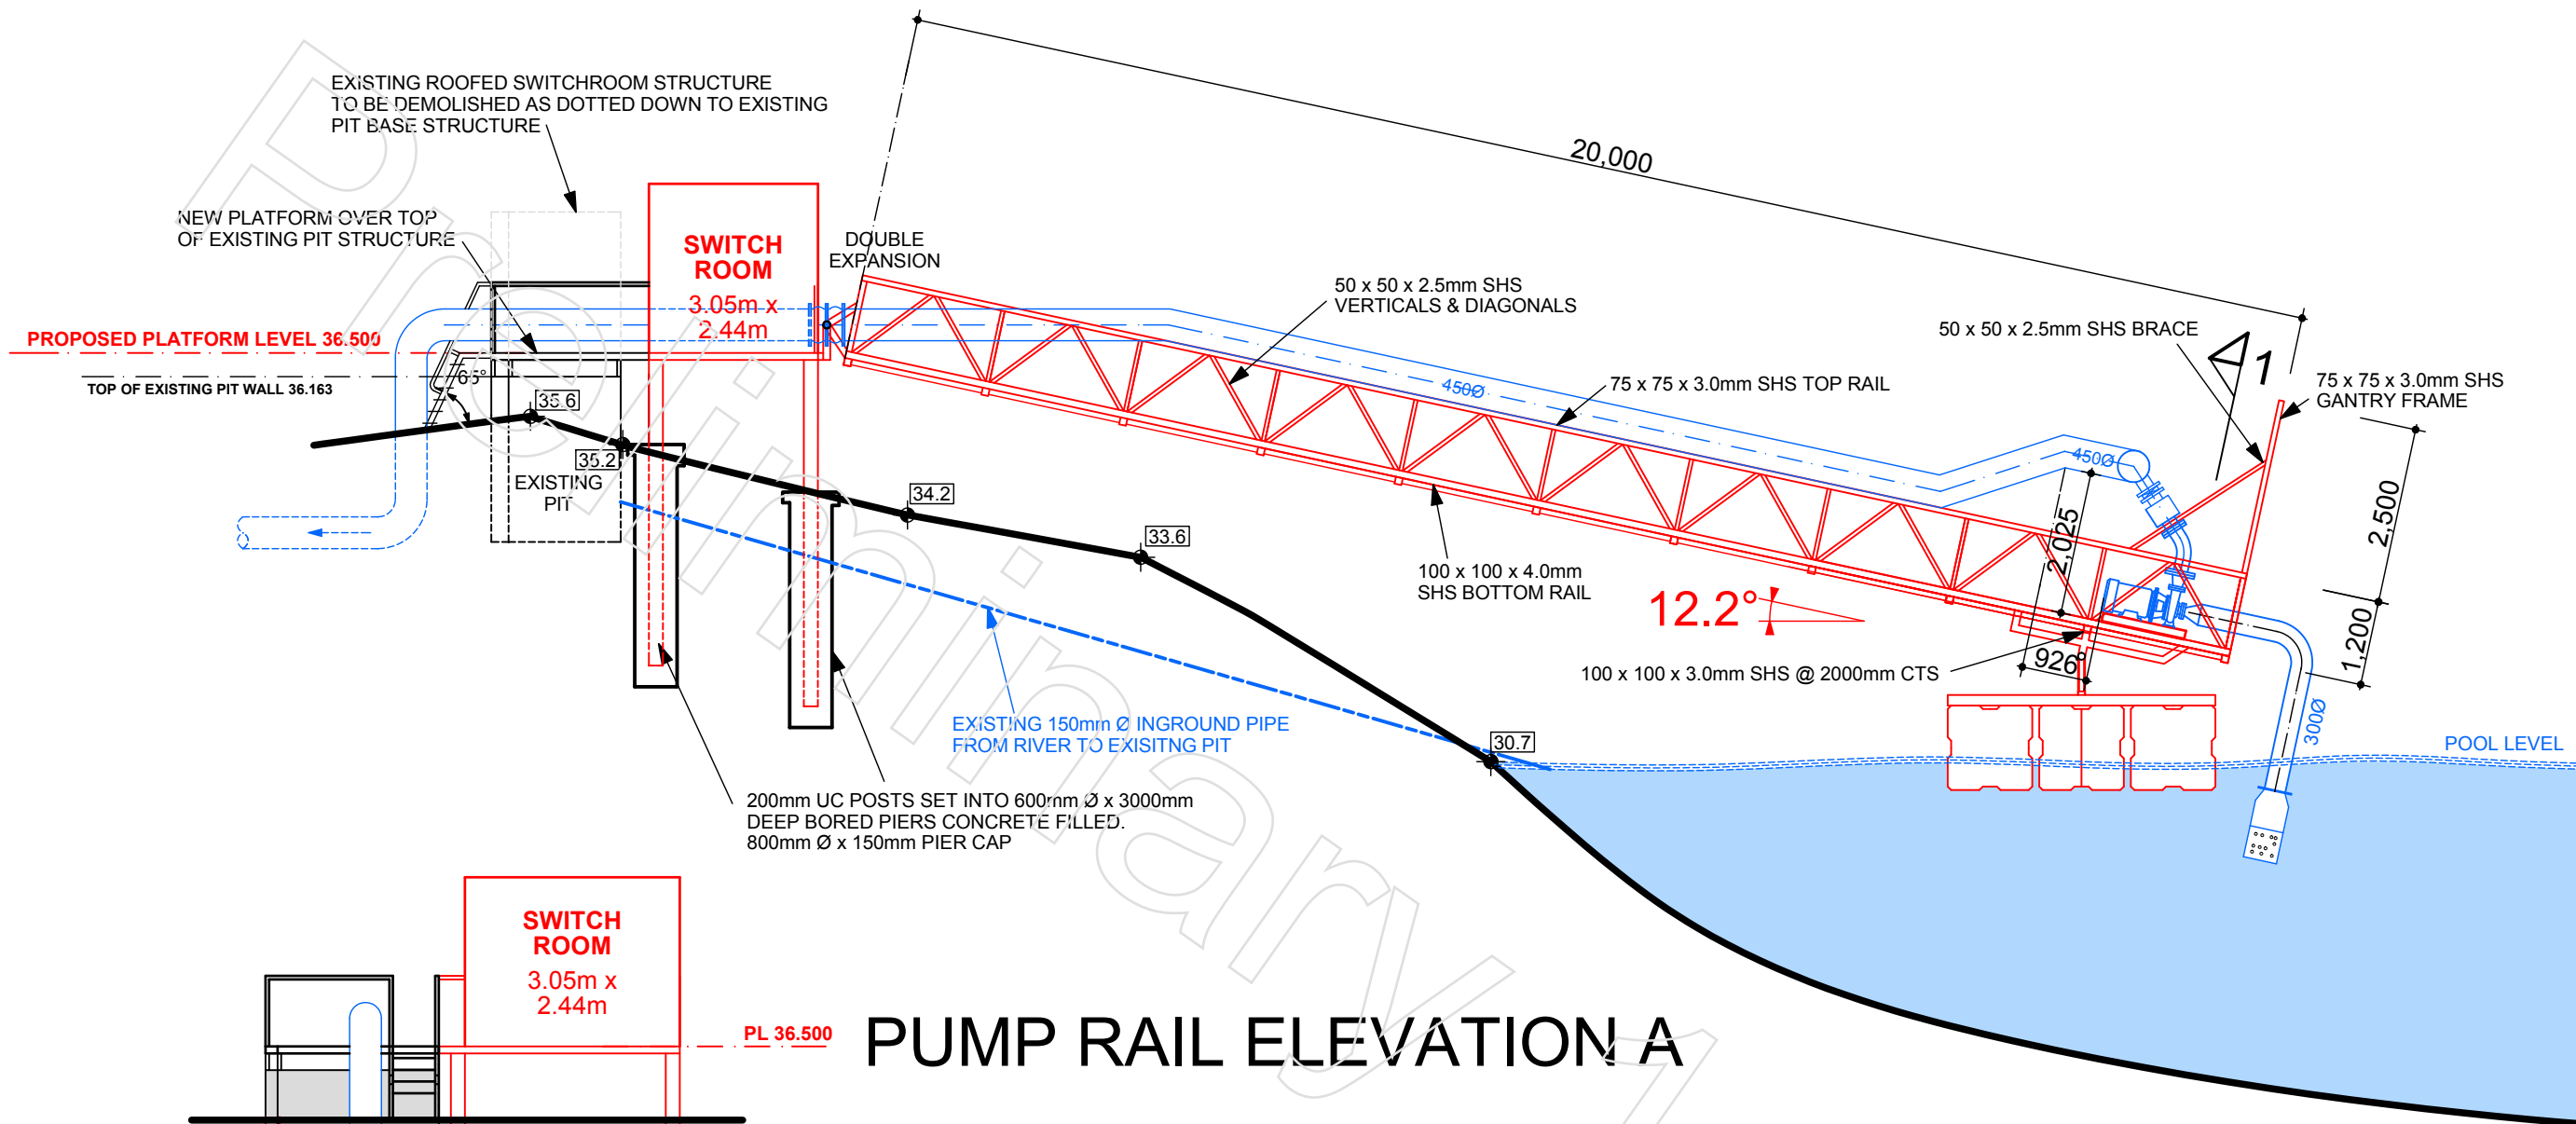 EXISTING ROOFED SWITCHROOM STRUCTURE
TO BE DEMOLISHED AS DOTTED DOWN TO EXISTING
PIT BASE STRUCTURE
20,000
NEW PLATFORM OVER TOP
OF EXISTING PIT STRUCTURE
SWITCH
ROOM
3.05m x
2.44m
DOUBLE
EXPANSION
50 x 50 x 2.5mm SHS
VERTICALS & DIAGONALS
50 x 50 x 2.5mm SHS BRACE
1
PROPOSED PLATFORM LEVEL 36.500
TOP OF EXISTING PIT WALL 36.163
65°
450Ø
75 x 75 x 3.0mm SHS TOP RAIL
75 x 75 x 3.0mm SHS
GANTRY FRAME
35.6
35.2
EXISTING
PIT
34.2
33.6
450Ø
2,025
2,500
100 x 100 x 4.0mm
SHS BOTTOM RAIL
12.2°
1,200
926
100 x 100 x 3.0mm SHS @ 2000mm CTS
EXISTING 150mm Ø INGROUND PIPE
FROM RIVER TO EXISITNG PIT
30.7
300Ø
POOL LEVEL
200mm UC POSTS SET INTO 600mm Ø x 3000mm
DEEP BORED PIERS CONCRETE FILLED.
800mm Ø x 150mm PIER CAP
SWITCH
ROOM
3.05m x
2.44m
PL 36.500
PUMP RAIL ELEVATION A
Preliminary 1